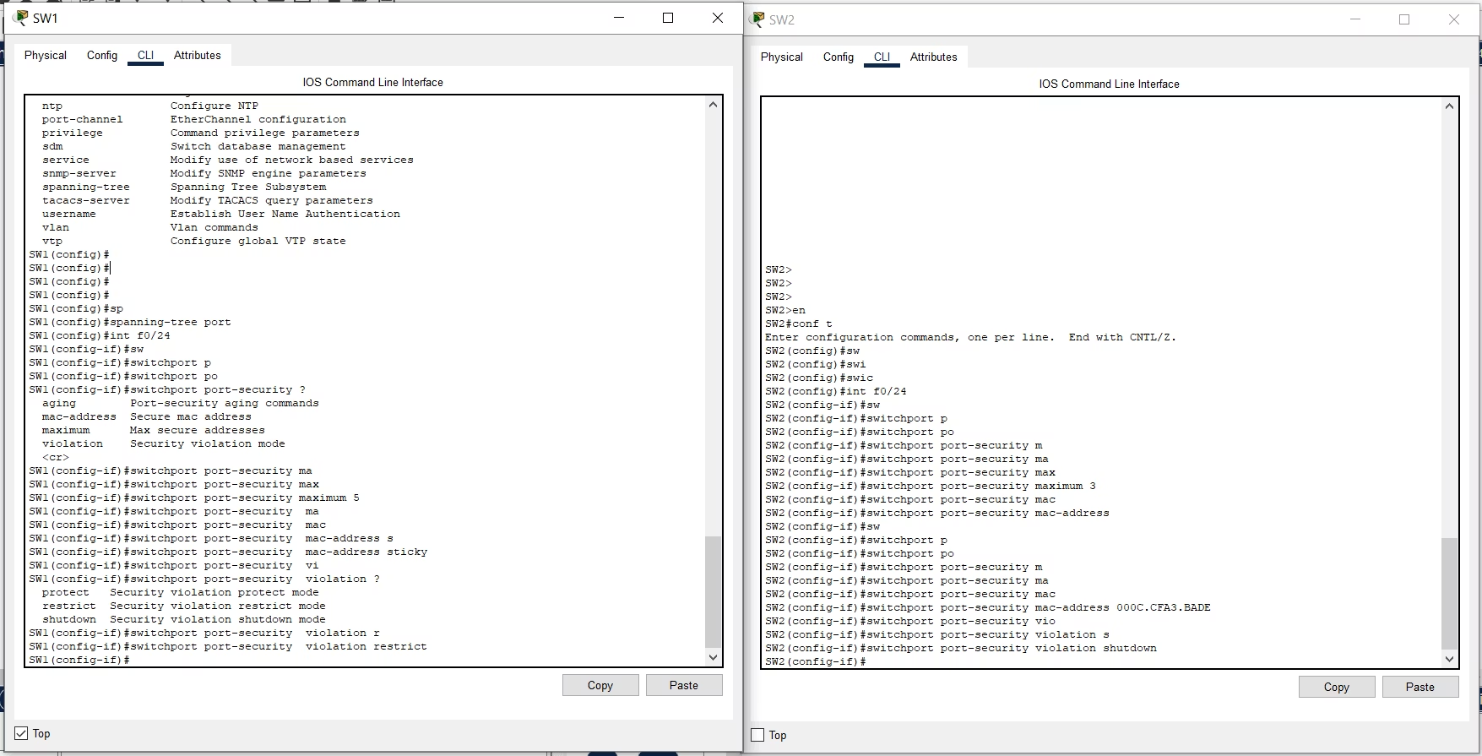 SW1
Physical Config CLI Attributes
IOS Command Line Interface
ntp Configure NTP
port-channel EtherChannel configuration
privilege Command privilege parameters
sdm Switch database management
service Modify use of network based services
snmp-server Modify SNMP engine parameters
spanning-tree Spanning Tree Subsystem
tacacs-server Modify TACACS query parameters
username Establish User Name Authentication
vlan Vlan commands
vtp Configure global VTP state
SW1(config)#
SW1(config)#
SW1(config)#
SW1(config)#
SW1(config)#sp
SW1(config)#spanning-tree port
SW1(config)#int f0/24
SW1(config-if)#sw
SW1(config-if)#switchport p
SW1(config-if)#switchport po
SW1(config-if)#switchport port-security ?
aging Port-security aging commands
mac-address Secure mac address
maximum Max secure addresses
violation Security violation mode
<cr>
SW1(config-if)#switchport port-security ma
SW1(config-if)#switchport port-security max
SW1(config-if)#switchport port-security maximum 5
SW1(config-if)#switchport port-security  ma
SW1(config-if)#switchport port-security  mac
SW1(config-if)#switchport port-security  mac-address s
SW1(config-if)#switchport port-security  mac-address sticky
SW1(config-if)#switchport port-security  vi
SW1(config-if)#switchport port-security  violation ?
protect Security violation protect mode
restrict Security violation restrict mode
shutdown Security violation shutdown mode
SW1(config-if)#switchport port-security  violation r
SW1(config-if)#switchport port-security  violation restrict
SW1(config-if)#
Copy Paste
Top
SW2
Physical Config CLI Attributes
IOS Command Line Interface
SW2>
SW2>
SW2>
SW2>en
SW2#conf t
Enter configuration commands, one per line.  End with CNTL/Z.
SW2(config)#sw
SW2(config)#swi
SW2(config)#swic
SW2(config)#int f0/24
SW2(config-if)#sw
SW2(config-if)#switchport p
SW2(config-if)#switchport po
SW2(config-if)#switchport port-security m
SW2(config-if)#switchport port-security ma
SW2(config-if)#switchport port-security max
SW2(config-if)#switchport port-security maximum 3
SW2(config-if)#switchport port-security mac
SW2(config-if)#switchport port-security mac-address
SW2(config-if)#sw
SW2(config-if)#switchport p
SW2(config-if)#switchport po
SW2(config-if)#switchport port-security m
SW2(config-if)#switchport port-security ma
SW2(config-if)#switchport port-security mac
SW2(config-if)#switchport port-security mac-address 000C.CFA3.BADE
SW2(config-if)#switchport port-security vio
SW2(config-if)#switchport port-security violation s
SW2(config-if)#switchport port-security violation shutdown
SW2(config-if)#
Copy Paste
Top